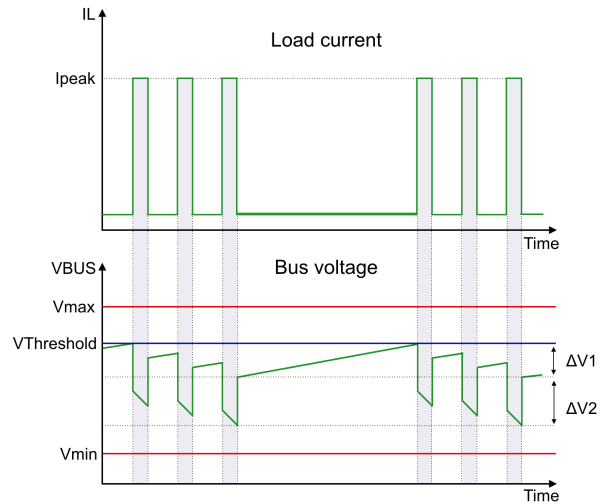 IL
Load current
Ipeak
Time
VBUS
Bus voltage
Vmax
VThreshold
ΔV1
ΔV2
Vmin
Time